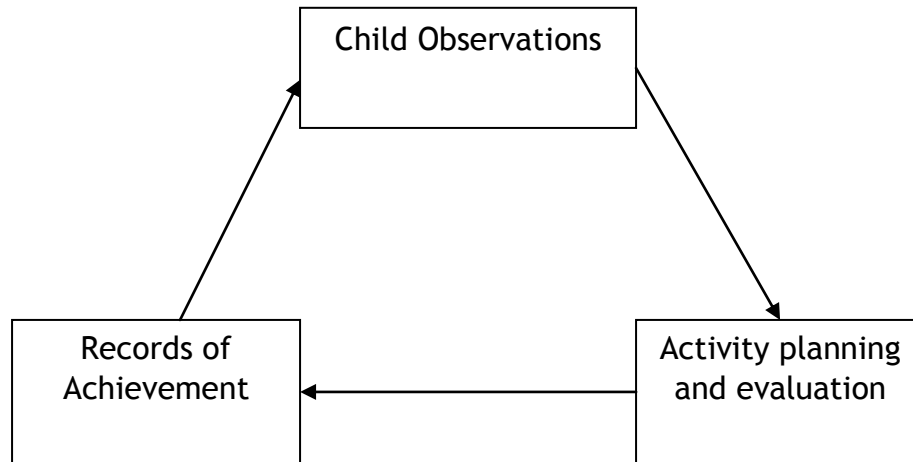 Child Observations
Records of
Achievement
Activity planning
and evaluation